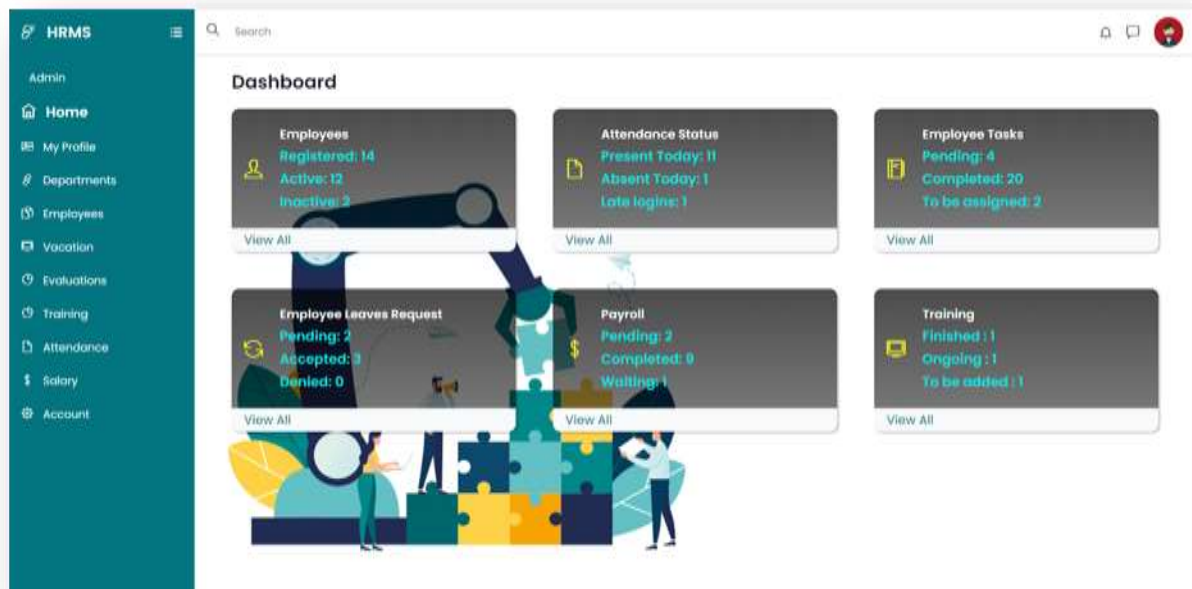 HRMS
Search
Admin
Home
My Profile
Departments
Employees
Vacation
Evaluations
Training
Attendance
Salary
Account
Dashboard
Employees
Registered: 14
Active: 12
Inactive: 2
View All
Attendance Status
Present Today: 11
Absent Today: 1
Late logins: 1
View All
Employee Tasks
Pending: 4
Completed: 20
To be assigned: 2
View All
Employee Leaves Request
Pending: 2
Accepted: 3
Denied: 0
View All
Payroll
Pending: 2
Completed: 9
Waiting: 1
View All
Training
Finished : 1
Ongoing : 1
To be added : 1
View All